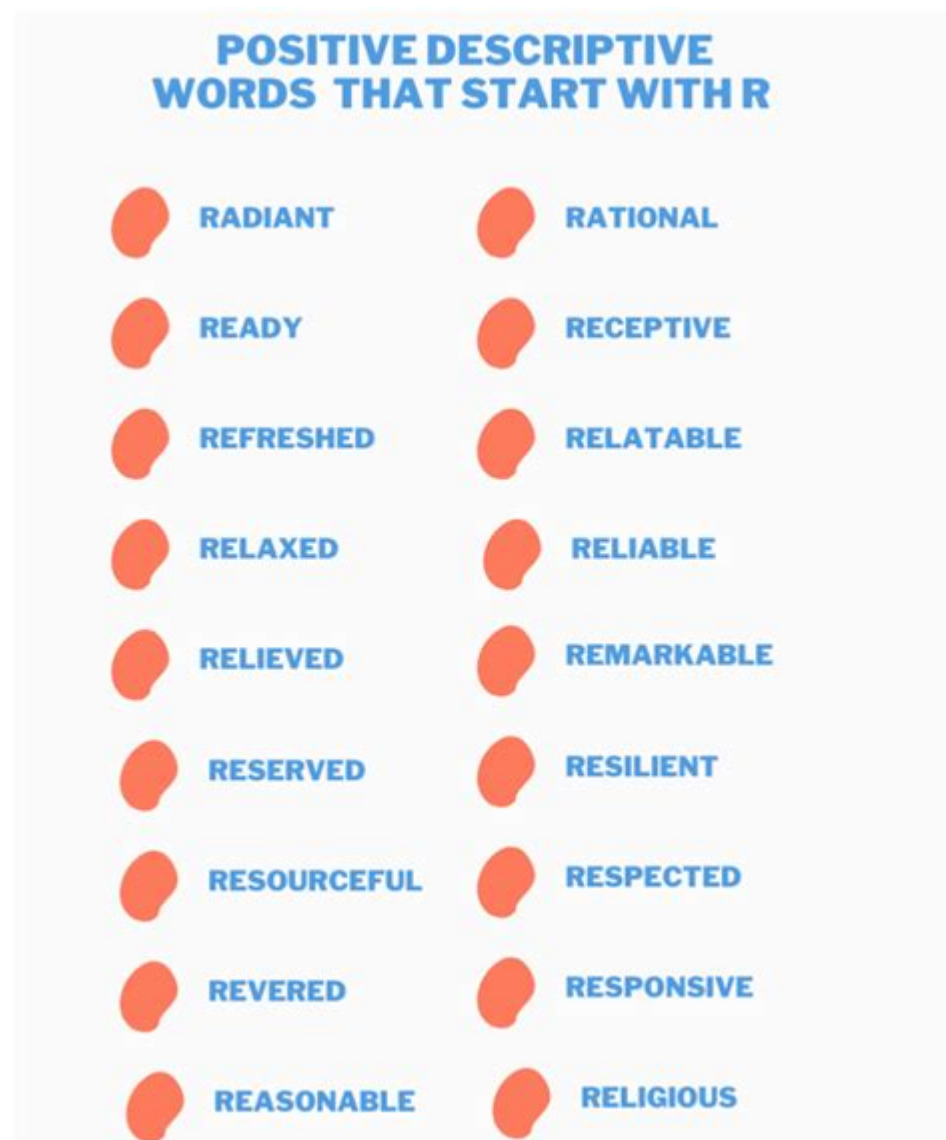 POSITIVE DESCRIPTIVE
WORDS THAT START WITH R
RADIANT
RATIONAL
READY
RECEPTIVE
REFRESHED
RELATABLE
RELAXED
RELIABLE
RELIEVED
REMARKABLE
RESERVED
RESILIENT
RESOURCEFUL
RESPECTED
REVERED
RESPONSIVE
REASONABLE
RELIGIOUS